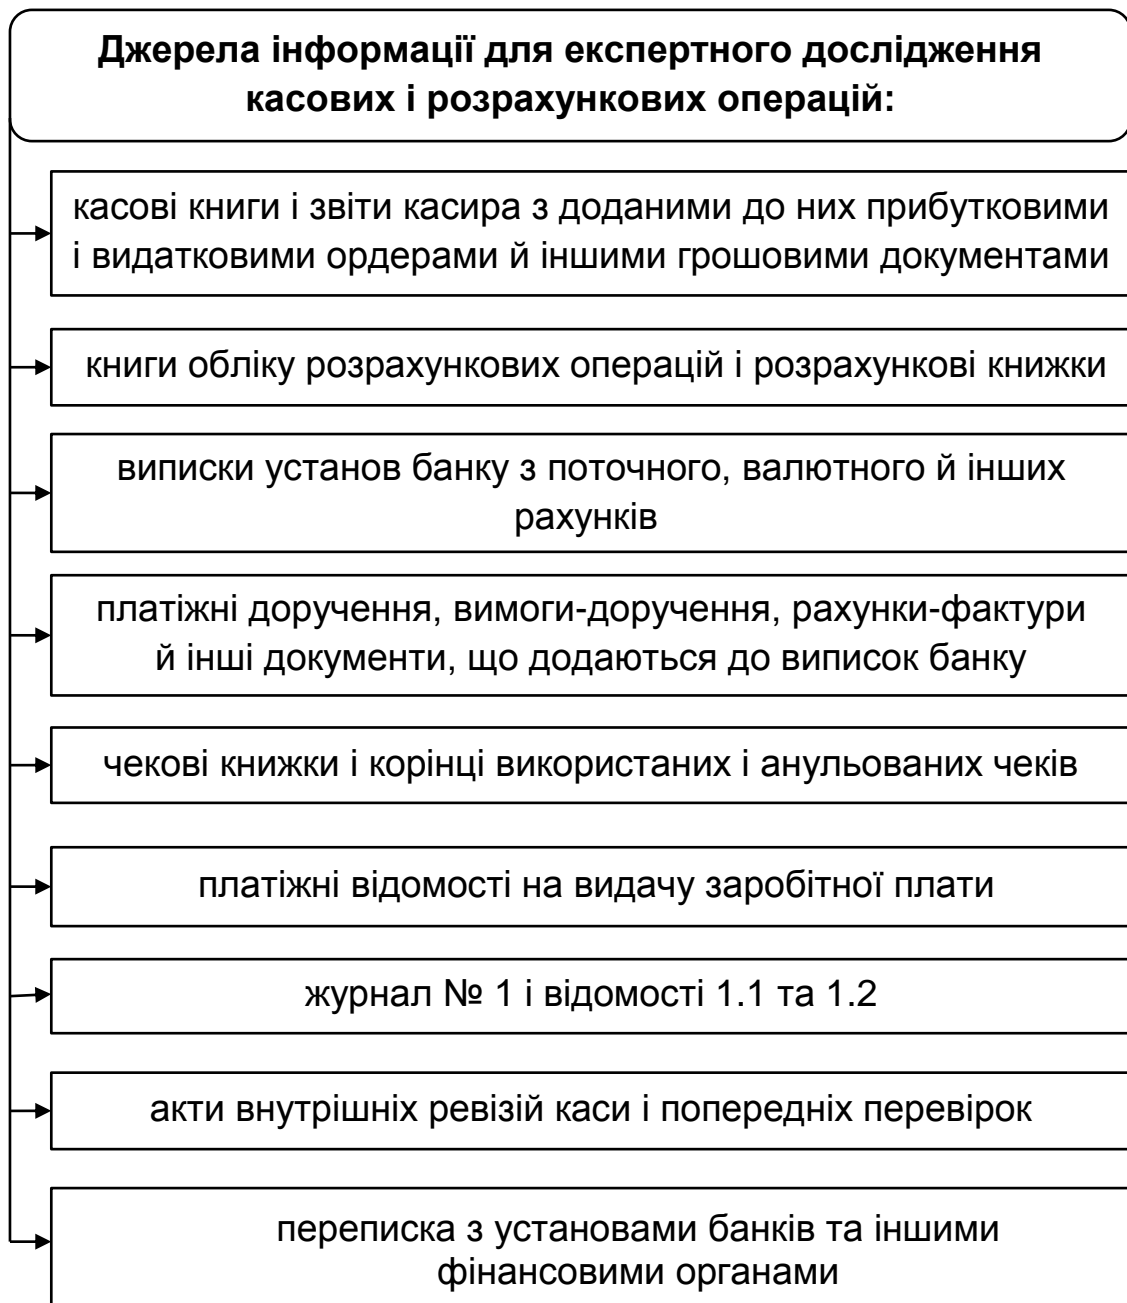 Джерела інформації для експертного дослідження
касових і розрахункових операцій:
касові книги і звіти касира з доданими до них прибутковими
і видатковими ордерами й іншими грошовими документами
книги обліку розрахункових операцій і розрахункові книжки
виписки установ банку з поточного, валютного й інших
рахунків
платіжні доручення, вимоги-доручення, рахунки-фактури
й інші документи, що додаються до виписок банку
чекові книжки і корінці використаних і анульованих чеків
платіжні відомості на видачу заробітної плати
журнал № 1 і відомості 1.1 та 1.2
акти внутрішніх ревізій каси і попередніх перевірок
переписка з установами банків та іншими
фінансовими органами